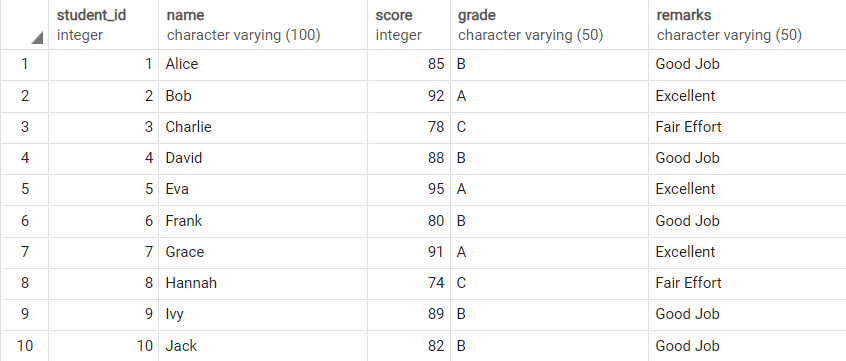 student_id name score grade remarks
integer character varying (100) integer character varying (50) character varying (50)
1 1 Alice 85 B Good Job
2 2 Bob 92 A Excellent
3 3 Charlie 78 C Fair Effort
4 4 David 88 B Good Job
5 5 Eva 95 A Excellent
6 6 Frank 80 B Good Job
7 7 Grace 91 A Excellent
8 8 Hannah 74 C Fair Effort
9 9 Ivy 89 B Good Job
10 10 Jack 82 B Good Job